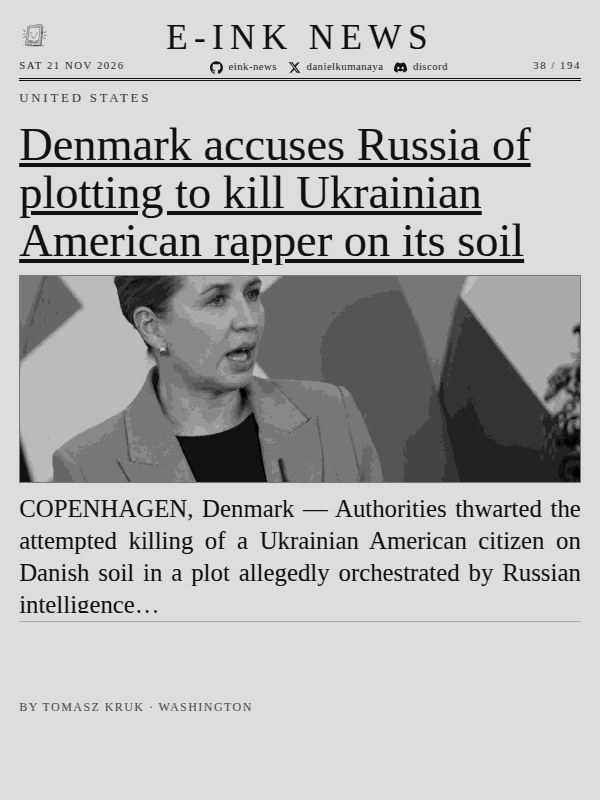 E-INK NEWS
SAT 21 NOV 2026
eink-news
danielkumanaya
discord
38 / 194
UNITED STATES
Denmark accuses Russia of
plotting to kill Ukrainian
American rapper on its soil
COPENHAGEN, Denmark — Authorities thwarted the
attempted killing of a Ukrainian American citizen on
Danish soil in a plot allegedly orchestrated by Russian
intelligence…
BY TOMASZ KRUK · WASHINGTON